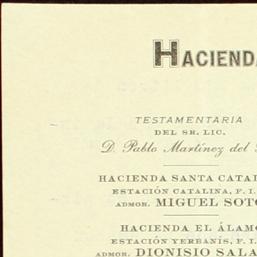 HACIENDA
TESTAMENTARIA
DEL SR. LIC.
D. Pablo Martínez del
HACIENDA SANTA CATAL
ESTACIÓN CATALINA, F. I.
ADMOR. MIGUEL SOTO
HACIENDA EL ÁLAMO
ESTACIÓN YERBANÍS, F. I.
ADMOR. DIONISIO SALA